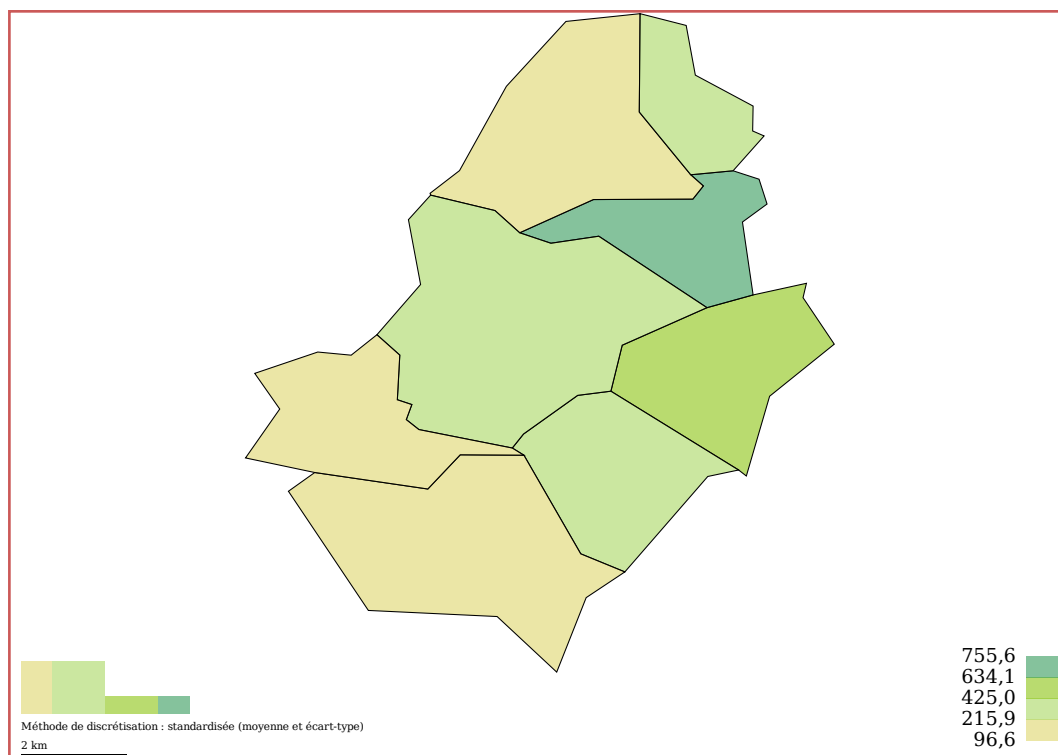 755,6
634,1
425,0
215,9
96,6
Méthode de discrétisation : standardisée (moyenne et écart-type)
2 km